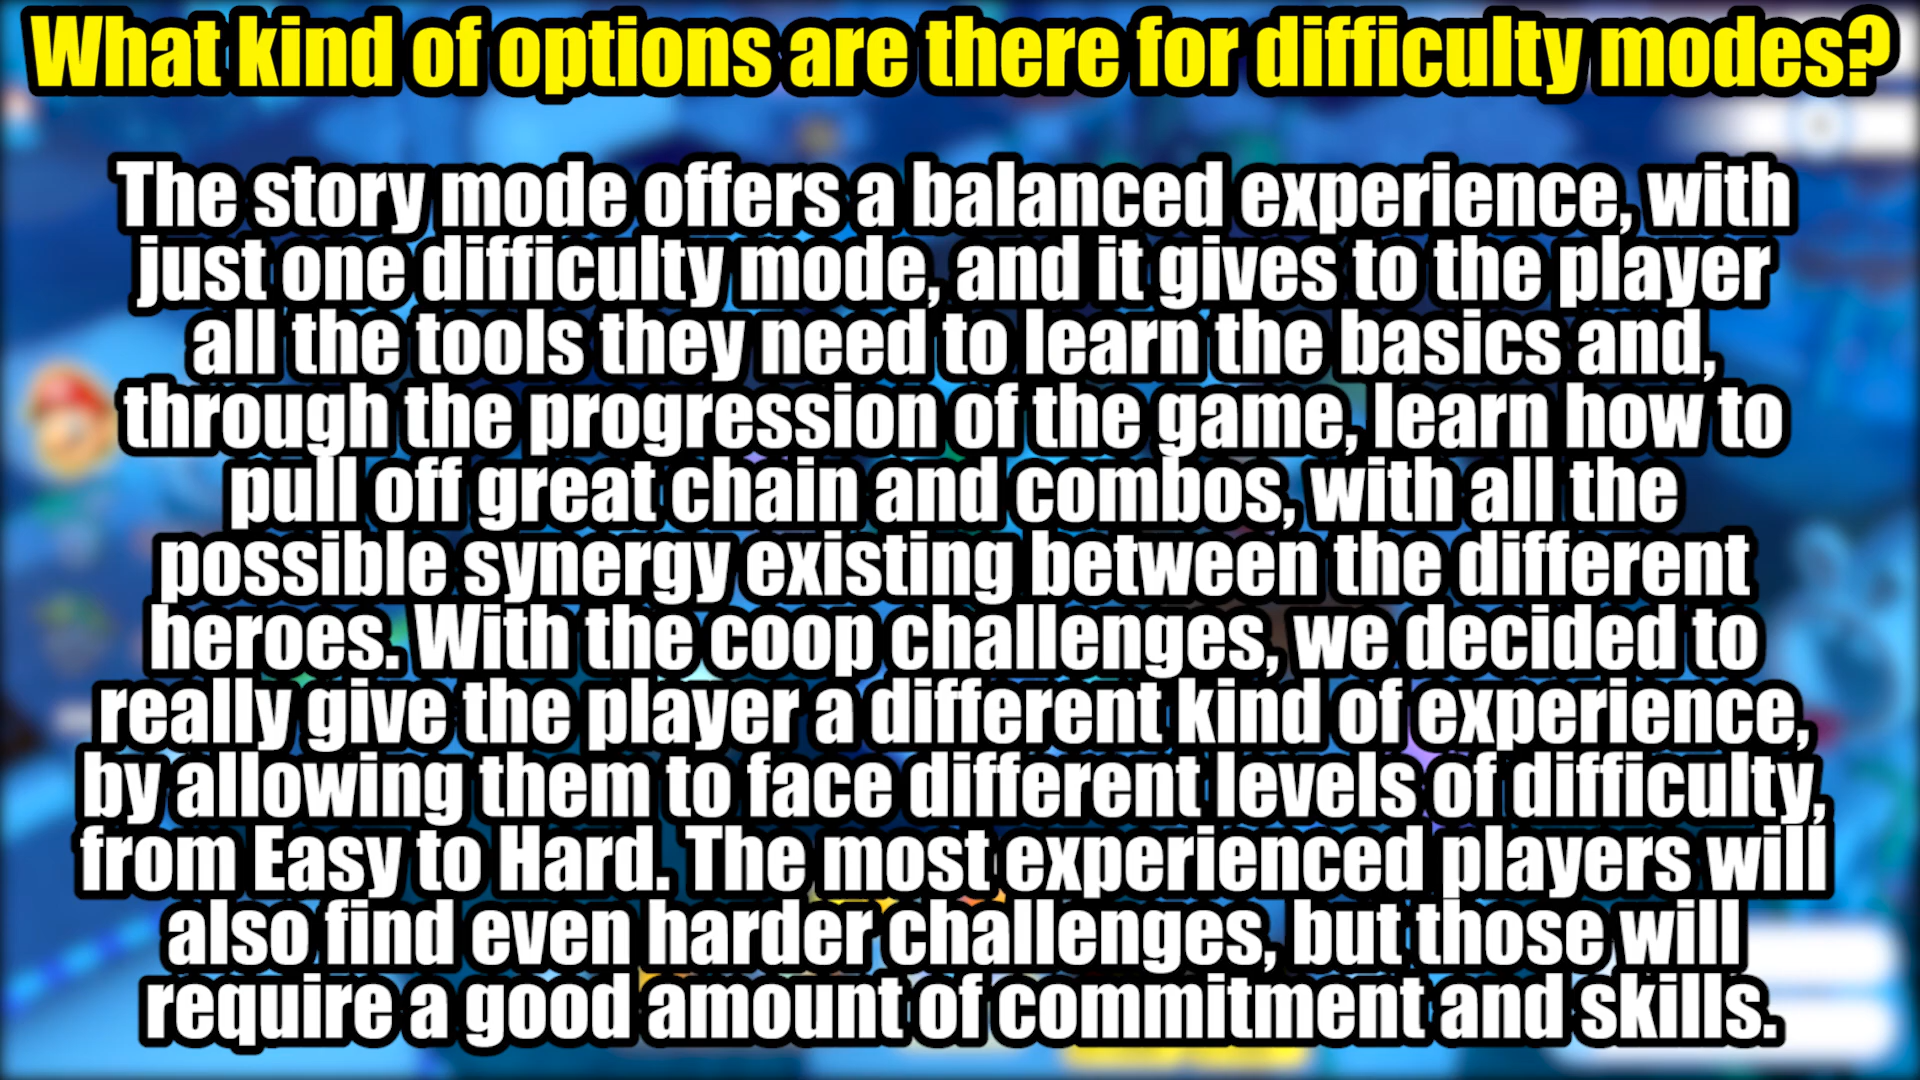 What kind of options are there for difficulty modes?
The story mode offers a balanced experience, with
just one difficulty mode, and it gives to the player
all the tools they need to learn the basics and,
through the progression of the game, learn how to
pull off great chain and combos, with all the
possible synergy existing between the different
heroes. With the coop challenges, we decided to
really give the player a different kind of experience,
by allowing them to face different levels of difficulty,
from Easy to Hard. The most experienced players will
also find even harder challenges, but those will
require a good amount of commitment and skills.